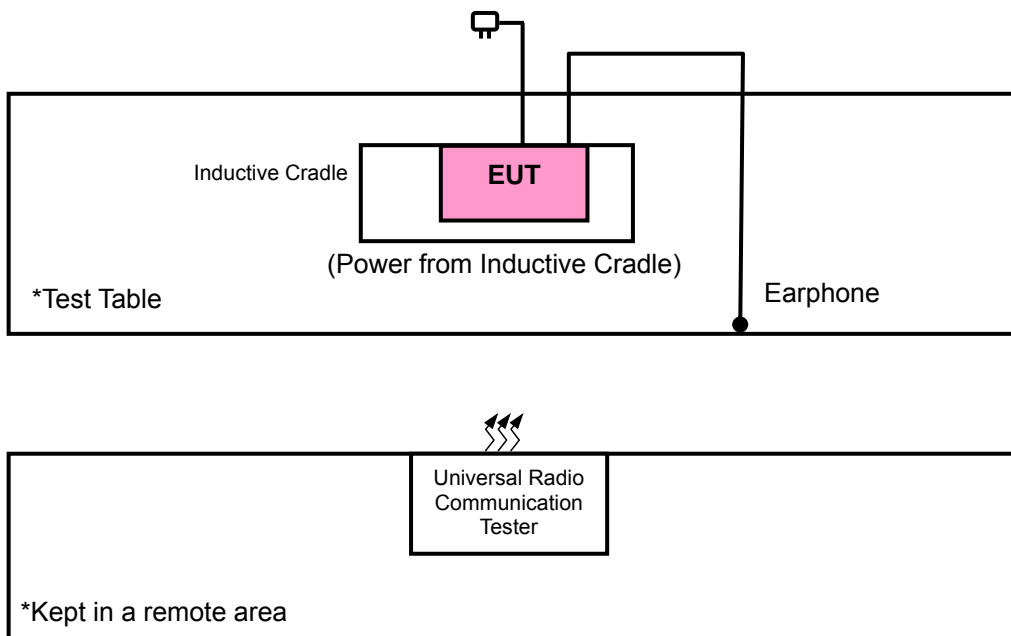 Inductive Cradle
EUT
(Power from Inductive Cradle)
*Test Table
Earphone
Universal Radio
Communication
Tester
*Kept in a remote area